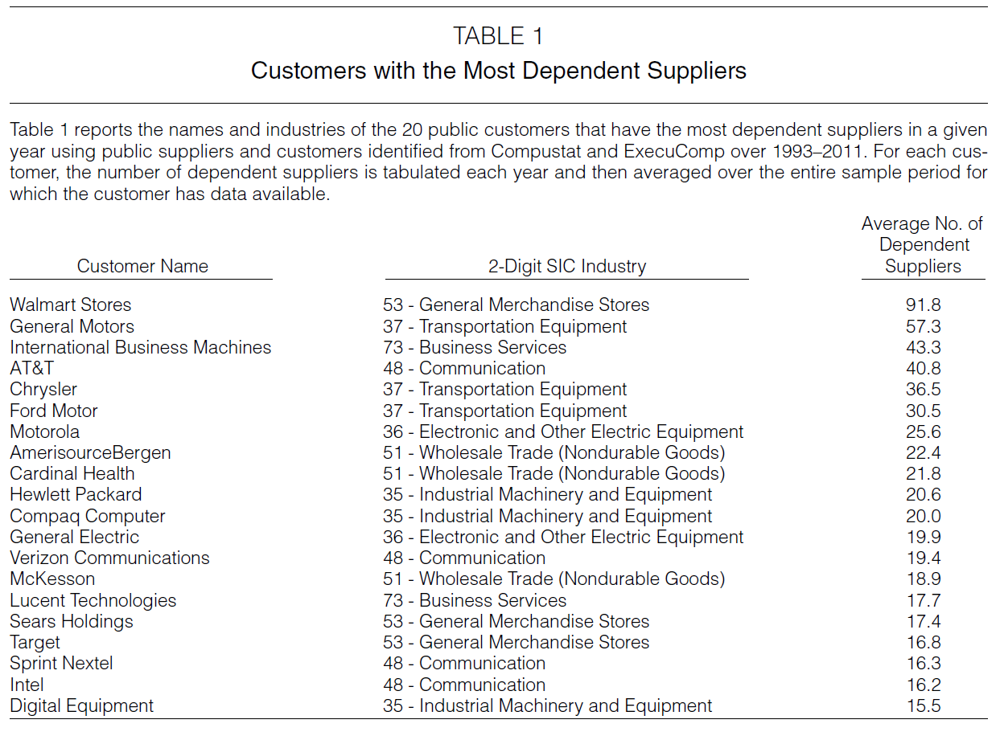 TABLE 1
Customers with the Most Dependent Suppliers
Table 1 reports the names and industries of the 20 public customers that have the most dependent suppliers in a given
year using public suppliers and customers identified from Compustat and ExecuComp over 1993–2011. For each cus-
tomer, the number of dependent suppliers is tabulated each year and then averaged over the entire sample period for
which the customer has data available.
Average No. of
Dependent
Customer Name 2-Digit SIC Industry Suppliers
Walmart Stores 53 - General Merchandise Stores 91.8
General Motors 37 - Transportation Equipment 57.3
International Business Machines 73 - Business Services 43.3
AT&T 48 - Communication 40.8
Chrysler 37 - Transportation Equipment 36.5
Ford Motor 37 - Transportation Equipment 30.5
Motorola 36 - Electronic and Other Electric Equipment 25.6
AmerisourceBergen 51 - Wholesale Trade (Nondurable Goods) 22.4
Cardinal Health 51 - Wholesale Trade (Nondurable Goods) 21.8
Hewlett Packard 35 - Industrial Machinery and Equipment 20.6
Compaq Computer 35 - Industrial Machinery and Equipment 20.0
General Electric 36 - Electronic and Other Electric Equipment 19.9
Verizon Communications 48 - Communication 19.4
McKesson 51 - Wholesale Trade (Nondurable Goods) 18.9
Lucent Technologies 73 - Business Services 17.7
Sears Holdings 53 - General Merchandise Stores 17.4
Target 53 - General Merchandise Stores 16.8
Sprint Nextel 48 - Communication 16.3
Intel 48 - Communication 16.2
Digital Equipment 35 - Industrial Machinery and Equipment 15.5